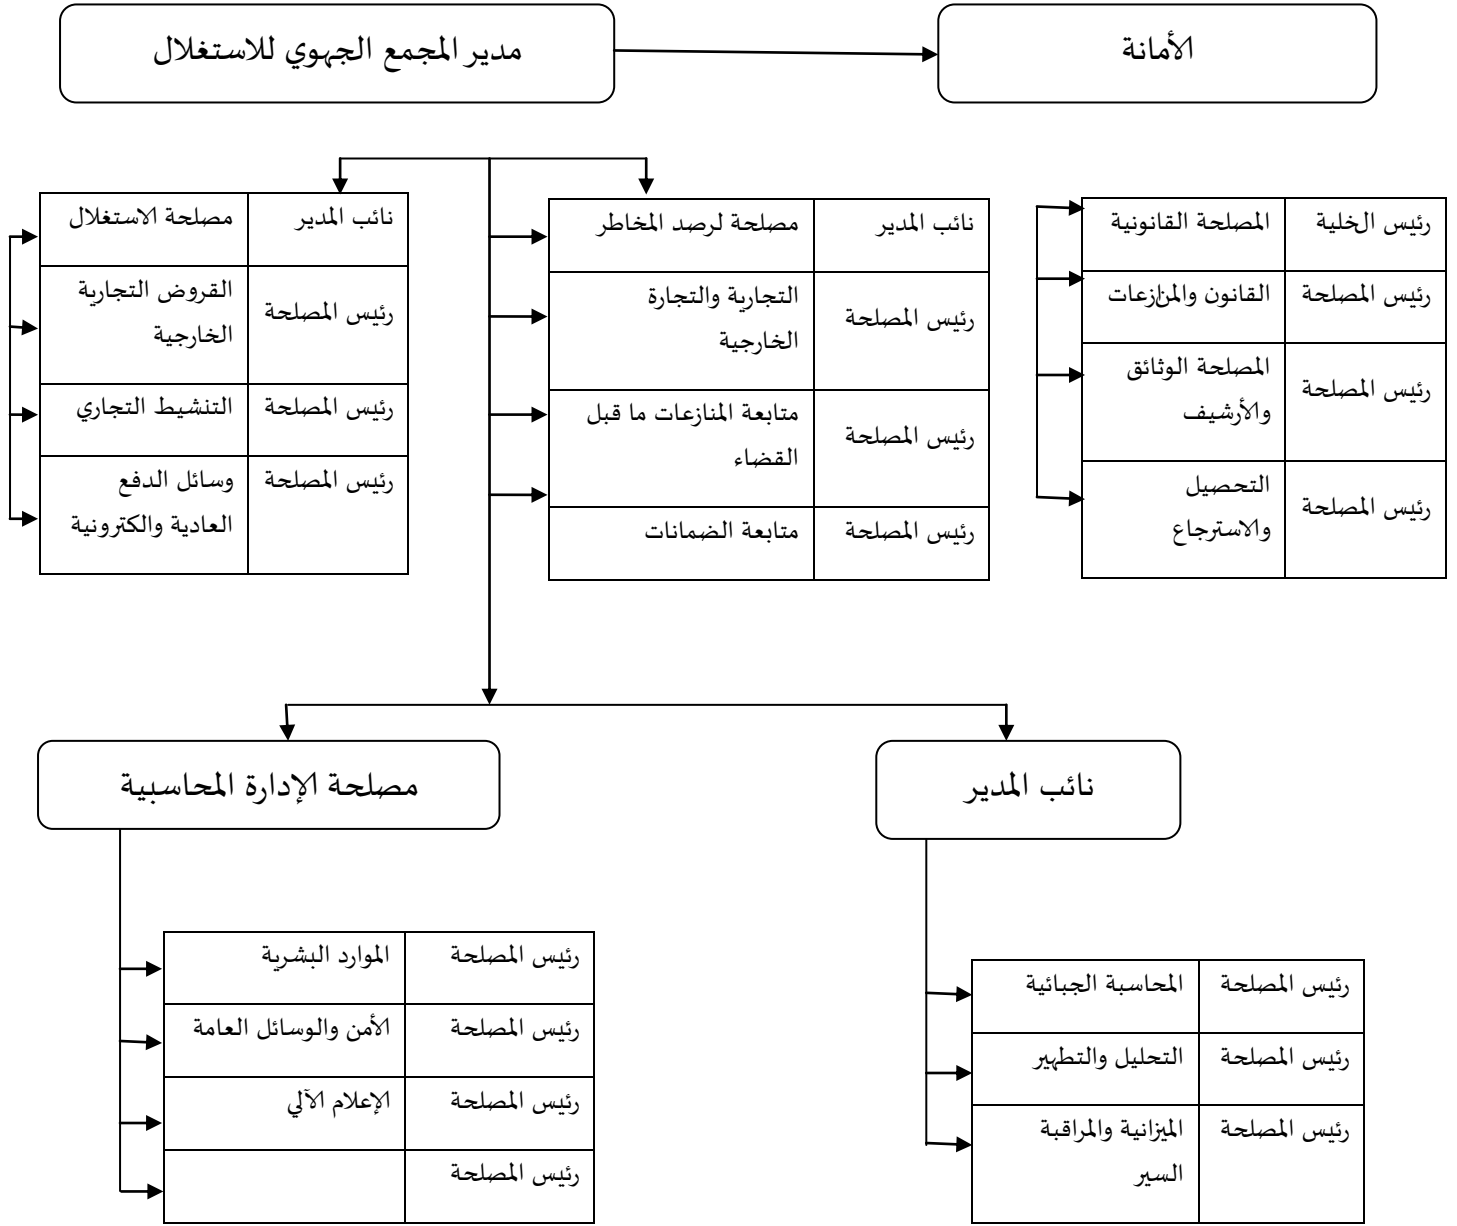 الأمانة
مدير المجمع الجهوي للاستغلال
رئيس الخلية
المصلحة القانونية
رئيس المصلحة
القانون والمنازعات
رئيس المصلحة
المصلحة الوثائق
والأرشيف
رئيس المصلحة
التحصيل
والاسترجاع
نائب المدير
مصلحة لرصد المخاطر
رئيس المصلحة
التجارية والتجارة
الخارجية
رئيس المصلحة
متابعة المنازعات ما قبل
القضاء
رئيس المصلحة
متابعة الضمانات
نائب المدير
مصلحة الاستغلال
رئيس المصلحة
القروض التجارية
الخارجية
رئيس المصلحة
التنشيط التجاري
رئيس المصلحة
وسائل الدفع
العادية والكترونية
نائب المدير
رئيس المصلحة
المحاسبة الجبائية
رئيس المصلحة
التحليل والتطهير
رئيس المصلحة
الميزانية والمراقبة
السير
مصلحة الإدارة المحاسبية
رئيس المصلحة
الموارد البشرية
رئيس المصلحة
الأمن والوسائل العامة
رئيس المصلحة
الإعلام الآلي
رئيس المصلحة